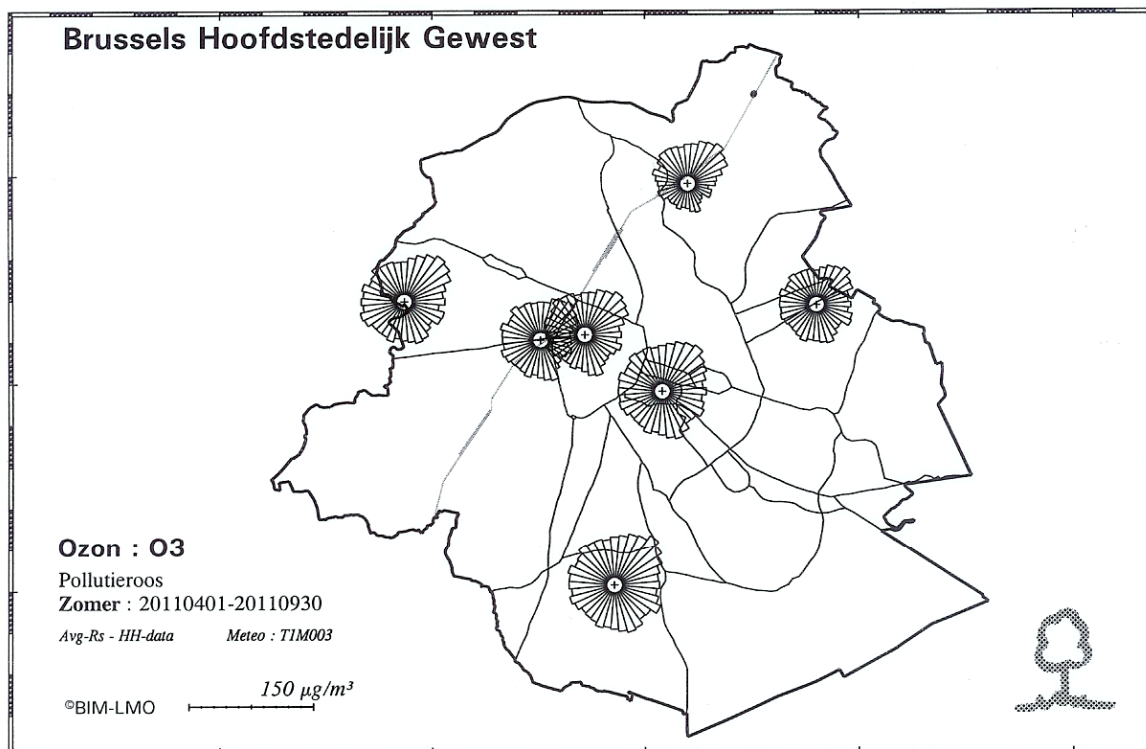 Brussels Hoofdstedelijk Gewest
Ozon : O3
Pollutieroos
Zomer : 20110401-20110930
Avg-Rs - HH-data Meteo : T1M003
150 µg/m³
©BIM-LMO